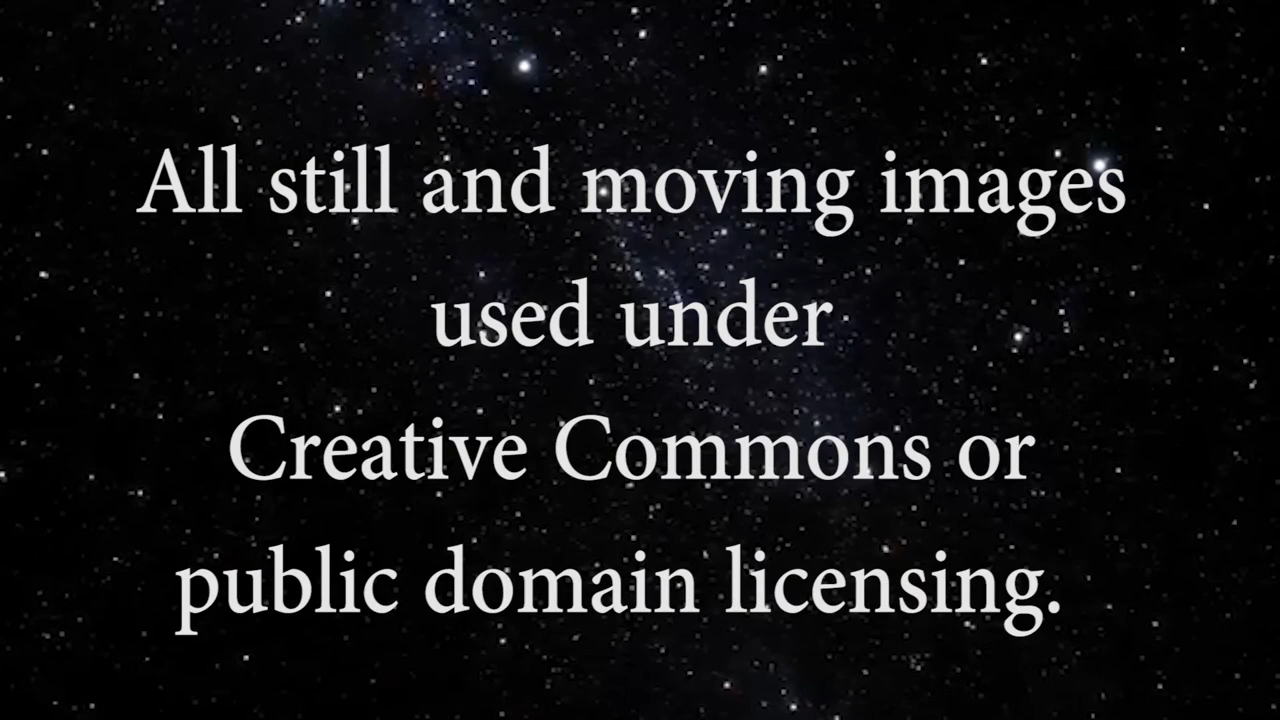 All still and moving images
used under
Creative Commons or
public domain licensing.